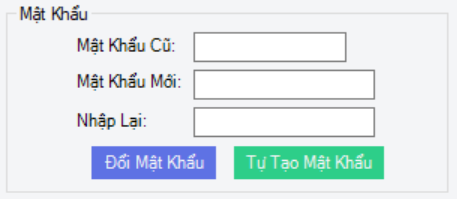 Mật Khẩu
Mật Khẩu Cũ:
Mật Khẩu Mới:
Nhập Lại:
Đổi Mật Khẩu Tự Tạo Mật Khẩu